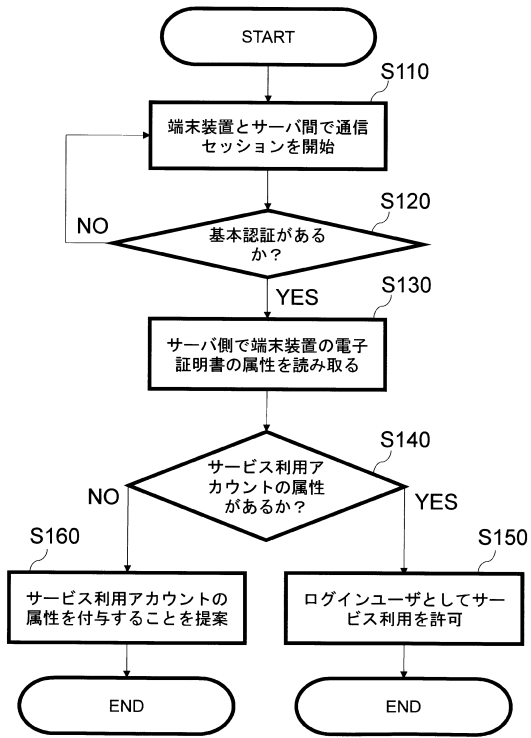 START
S110
端末装置とサーバ間で通信
セッションを開始
S120
基本認証がある
か？
NO
YES
S130
サーバ側で端末装置の電子
証明書の属性を読み取る
S140
サービス利用ア
カウントの属性
があるか？
NO
YES
S160
サービス利用アカウントの
属性を付与することを提案
S150
ログインユーザとしてサー
ビス利用を許可
END
END